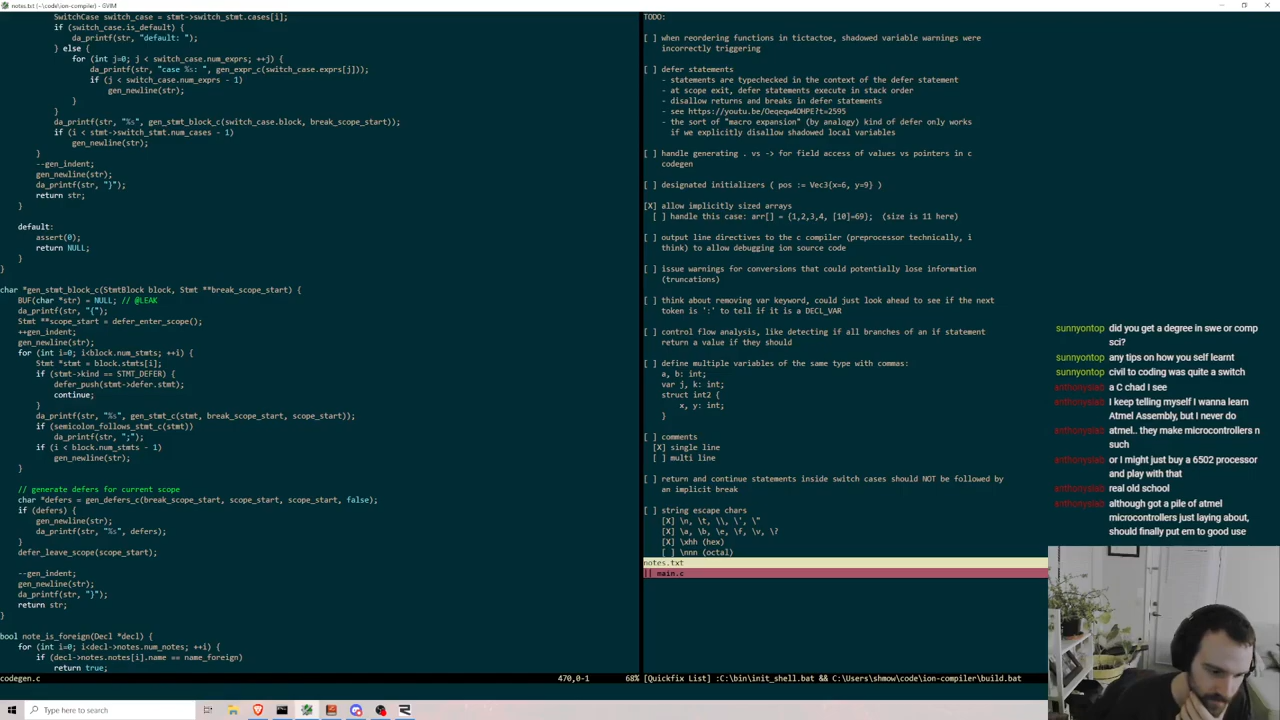 notes.txt (~\code\ion-compiler) - GVIM
SwitchCase switch_case = stmt->switch_stmt.cases[i];
if (switch_case.is_default) {
da_printf(str, "default: ");
} else {
for (int j=0; j < switch_case.num_exprs; ++j) {
da_printf(str, "case %s: ", gen_expr_c(switch_case.exprs[j]));
if (j < switch_case.num_exprs - 1)
gen_newline(str);
}
}
da_printf(str, "%s", gen_stmt_block_c(switch_case.block, break_scope_start));
if (i < stmt->switch_stmt.num_cases - 1)
gen_newline(str);
}
--gen_indent;
gen_newline(str);
da_printf(str, "}");
return str;
}
default:
assert(0);
return NULL;
}
}
char *gen_stmt_block_c(StmtBlock block, Stmt **break_scope_start) {
BUF(char *str) = NULL; // @LEAK
da_printf(str, "{");
Stmt **scope_start = defer_enter_scope();
++gen_indent;
gen_newline(str);
for (int i=0; i<block.num_stmts; ++i) {
Stmt *stmt = block.stmts[i];
if (stmt->kind == STMT_DEFER) {
defer_push(stmt->defer.stmt);
continue;
}
da_printf(str, "%s", gen_stmt_c(stmt, break_scope_start, scope_start));
if (semicolon_follows_stmt_c(stmt))
da_printf(str, ";");
if (i < block.num_stmts - 1)
gen_newline(str);
}
// generate defers for current scope
char *defers = gen_defers_c(break_scope_start, scope_start, scope_start, false);
if (defers) {
gen_newline(str);
da_printf(str, "%s", defers);
}
defer_leave_scope(scope_start);
--gen_indent;
gen_newline(str);
da_printf(str, "}");
return str;
}
bool note_is_foreign(Decl *decl) {
for (int i=0; i<decl->notes.num_notes; ++i) {
if (decl->notes.notes[i].name == name_foreign)
return true;
codegen.c 470,0-1 68%
TODO:
[ ] when reordering functions in tictactoe, shadowed variable warnings were
incorrectly triggering
[ ] defer statements
- statements are typechecked in the context of the defer statement
- at scope exit, defer statements execute in stack order
- disallow returns and breaks in defer statements
- see https://youtu.be/Oeqeqw4OHPE?t=2595
- the sort of "macro expansion" (by analogy) kind of defer only works
if we explicitly disallow shadowed local variables
[ ] handle generating . vs -> for field access of values vs pointers in c
codegen
[ ] designated initializers ( pos := Vec3{x=6, y=9} )
[X] allow implicitly sized arrays
[ ] handle this case: arr[] = {1,2,3,4, [10]=69}; (size is 11 here)
[ ] output line directives to the c compiler (preprocessor technically, i
think) to allow debugging ion source code
[ ] issue warnings for conversions that could potentially lose information
(truncations)
[ ] think about removing var keyword, could just look ahead to see if the next
token is ':' to tell if it is a DECL_VAR
[ ] control flow analysis, like detecting if all branches of an if statement
return a value if they should
[ ] define multiple variables of the same type with commas:
a, b: int;
var j, k: int;
struct int2 {
x, y: int;
}
[ ] comments
[X] single line
[ ] multi line
[ ] return and continue statements inside switch cases should NOT be followed by
an implicit break
[ ] string escape chars
[X] \n, \t, \\, \', \"
[X] \a, \b, \e, \f, \v, \?
[X] \xhh (hex)
[ ] \nnn (octal)
notes.txt
|| main.c
[Quickfix List] :C:\bin\init_shell.bat && C:\Users\shmow\code\ion-compiler\build.bat
sunnyontop did you get a degree in swe or comp
sci?
sunnyontop any tips on how you self learnt
sunnyontop civil to coding was quite a switch
anthonyslab a C chad I see
anthonyslab I keep telling myself I wanna learn
Atmel Assembly, but I never do
anthonyslab atmel.. they make microcontrollers n
such
anthonyslab or I might just buy a 6502 processor
and play with that
anthonyslab real old school
anthonyslab although got a pile of atmel
microcontrollers just laying about,
should finally put em to good use
Type here to search